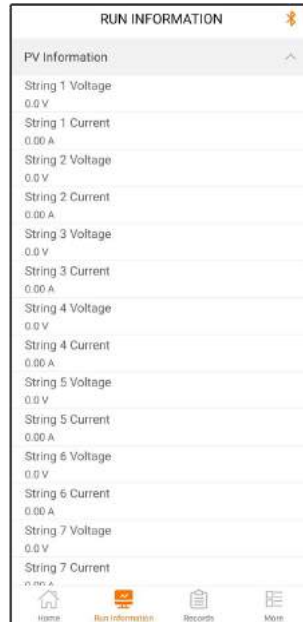 RUN INFORMATION
PV Information
String 1 Voltage
0.0 V
String 1 Current
0.00 A
String 2 Voltage
0.0 V
String 2 Current
0.00 A
String 3 Voltage
0.0 V
String 3 Current
0.00 A
String 4 Voltage
0.0 V
String 4 Current
0.00 A
String 5 Voltage
0.0 V
String 5 Current
0.00 A
String 6 Voltage
0.0 V
String 6 Current
0.00 A
String 7 Voltage
0.0 V
String 7 Current
0.00 A
Home Run Information Records More